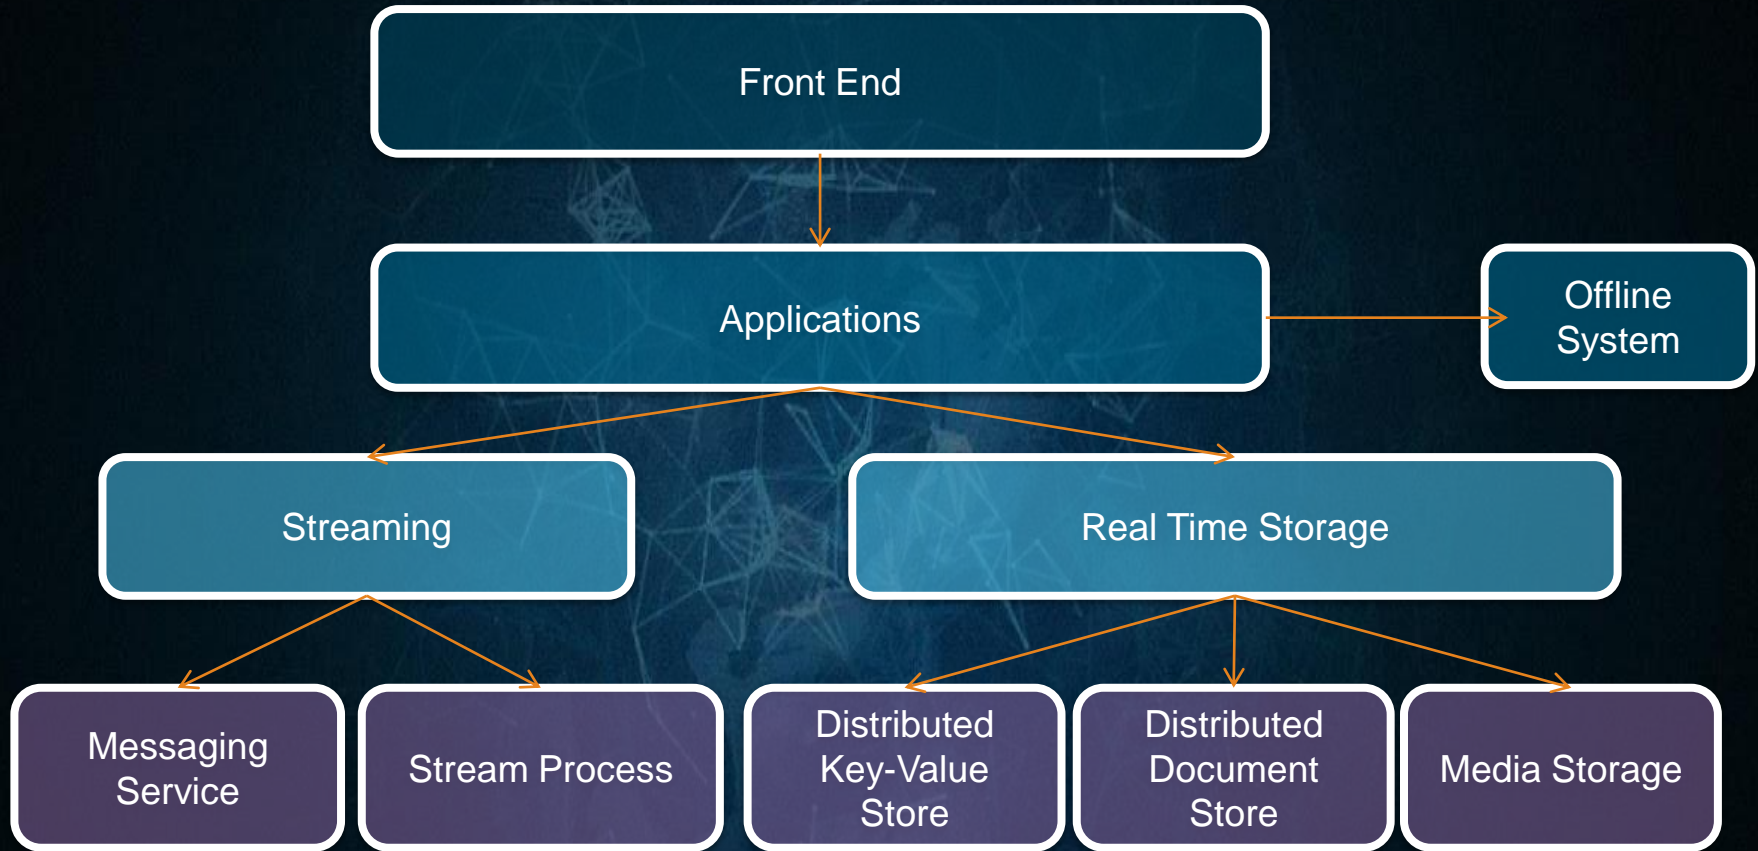 Front End
Applications
Offline
System
Streaming
Real Time Storage
Messaging
Service
Stream Process
Distributed
Key-Value
Store
Distributed
Document
Store
Media Storage